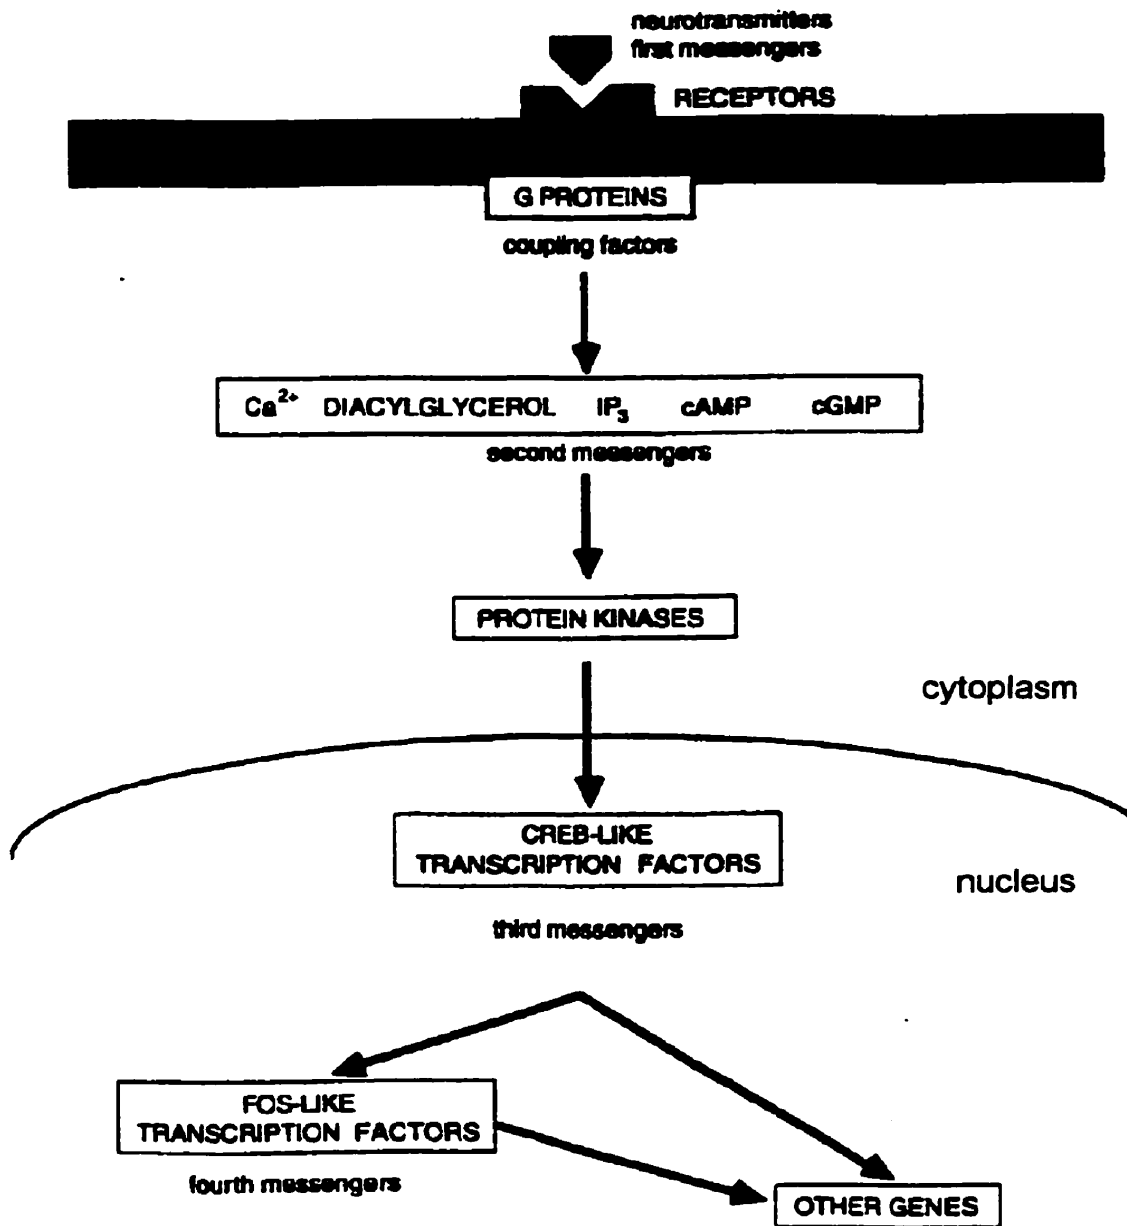 neurotransmitters
first messengers
RECEPTORS
G PROTEINS
coupling factors
Ca²⁺ DIACYLGLYCEROL IP₃ cAMP cGMP
second messengers
PROTEIN KINASES
cytoplasm
CREB-LIKE
TRANSCRIPTION FACTORS
nucleus
third messengers
FOS-LIKE
TRANSCRIPTION FACTORS
fourth messengers
OTHER GENES